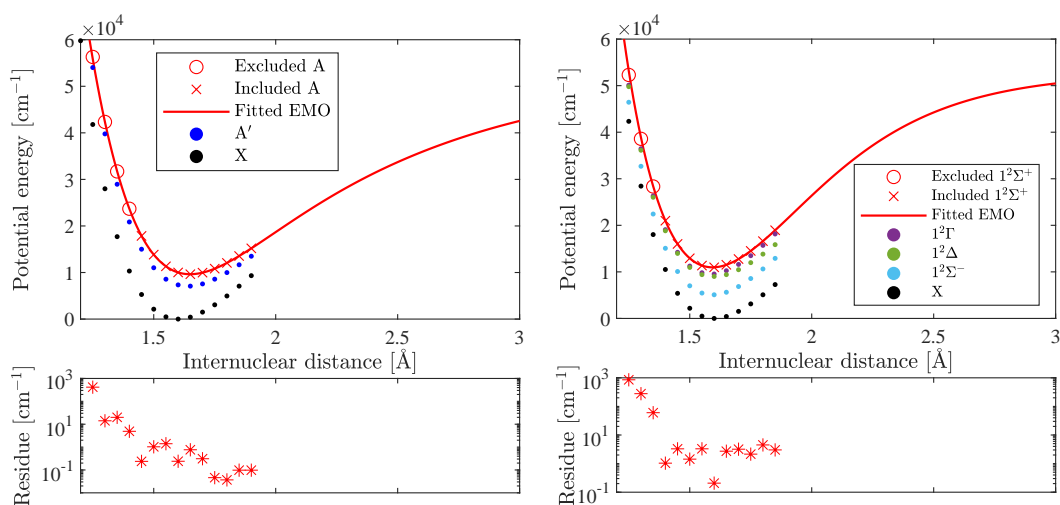 ×10⁴
6
5
4
3
2
1
0
Potential energy [cm⁻¹]
Excluded A
Included A
Fitted EMO
A′
X
1.5
2
2.5
3
Internuclear distance [Å]
10³
10¹
10⁻¹
Residue [cm⁻¹]
×10⁴
6
5
4
3
2
1
0
Potential energy [cm⁻¹]
Excluded 1²Σ⁺
Included 1²Σ⁺
Fitted EMO
1²Γ
1²Δ
1²Σ⁻
X
1.5
2
2.5
3
Internuclear distance [Å]
10³
10¹
10⁻¹
Residue [cm⁻¹]